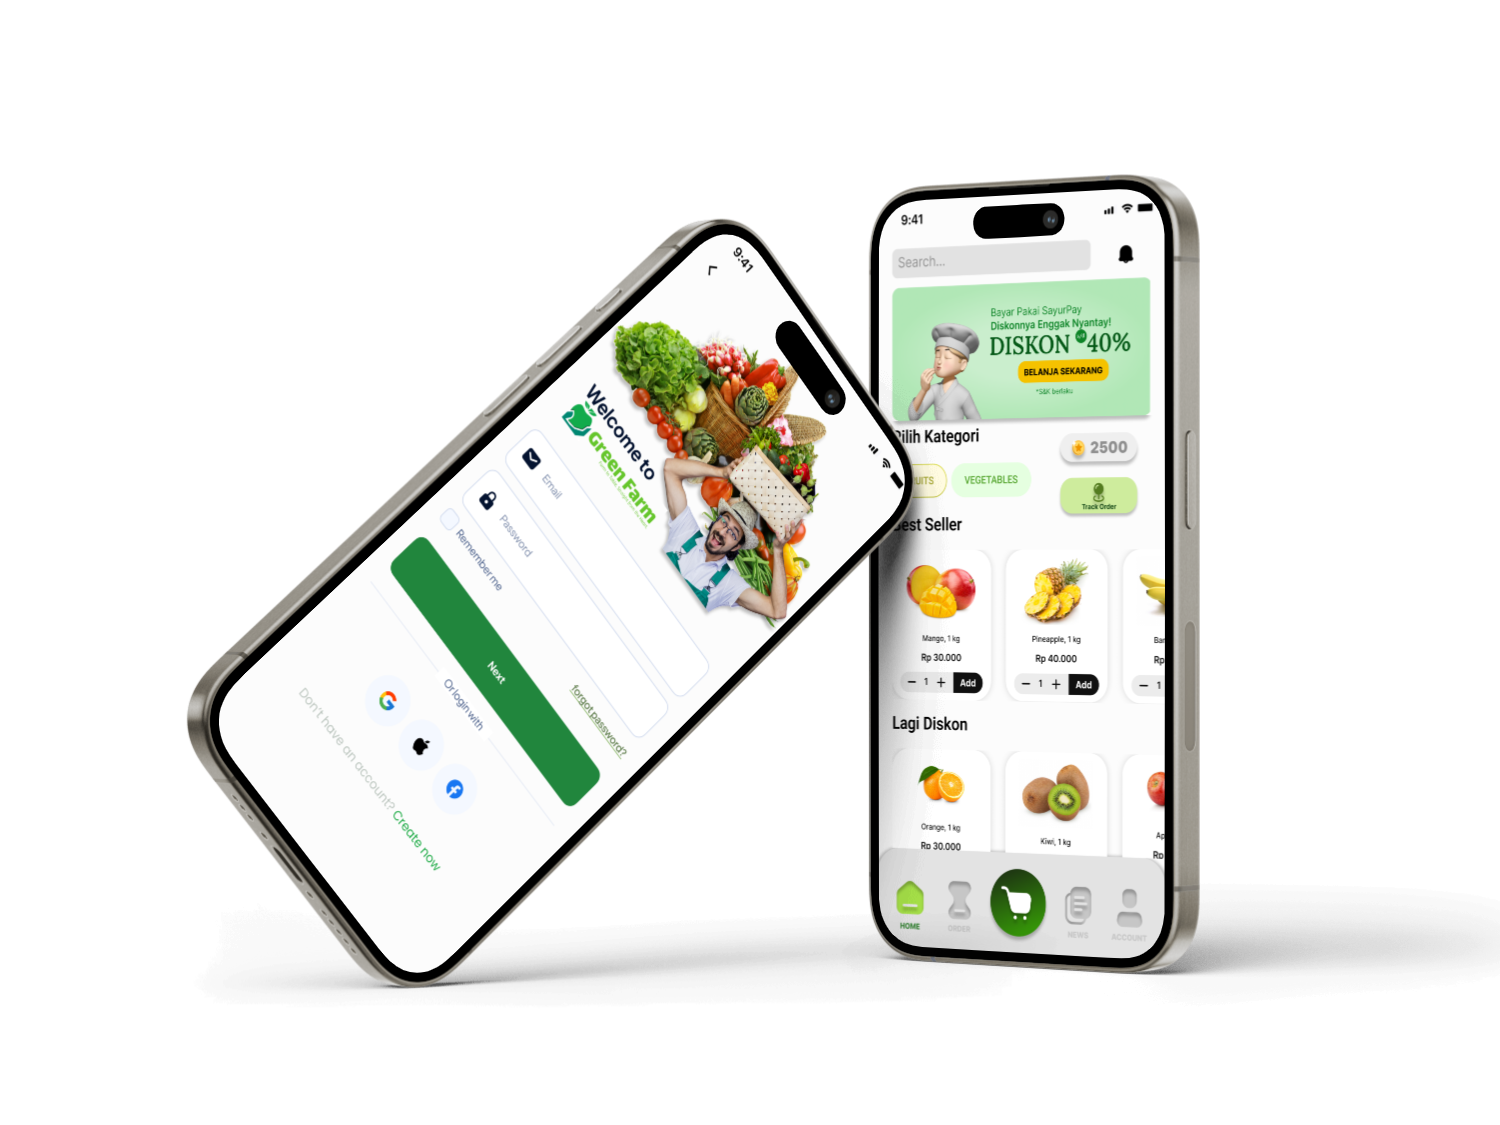 9:41
Welcome to
Green Farm
Email
Password
Remember me
forgot password?
Next
Or login with
Don't have an account? Create now
9:41
Search...
Bayar Pakai SayurPay
Diskonnya Enggak Nyantay!
DISKON 40%
BELANJA SEKARANG
*S&K berlaku
Pilih Kategori
2500
UITS
VEGETABLES
Track Order
Best Seller
Mango, 1 kg
Rp 30.000
1
Add
Pineapple, 1 kg
Rp 40.000
1
Add
Ba
Rp
1
Lagi Diskon
Orange, 1 kg
Rp 30.000
Kiwi, 1 kg
Ap
Rp
HOME
ORDER
NEWS
ACCOUNT